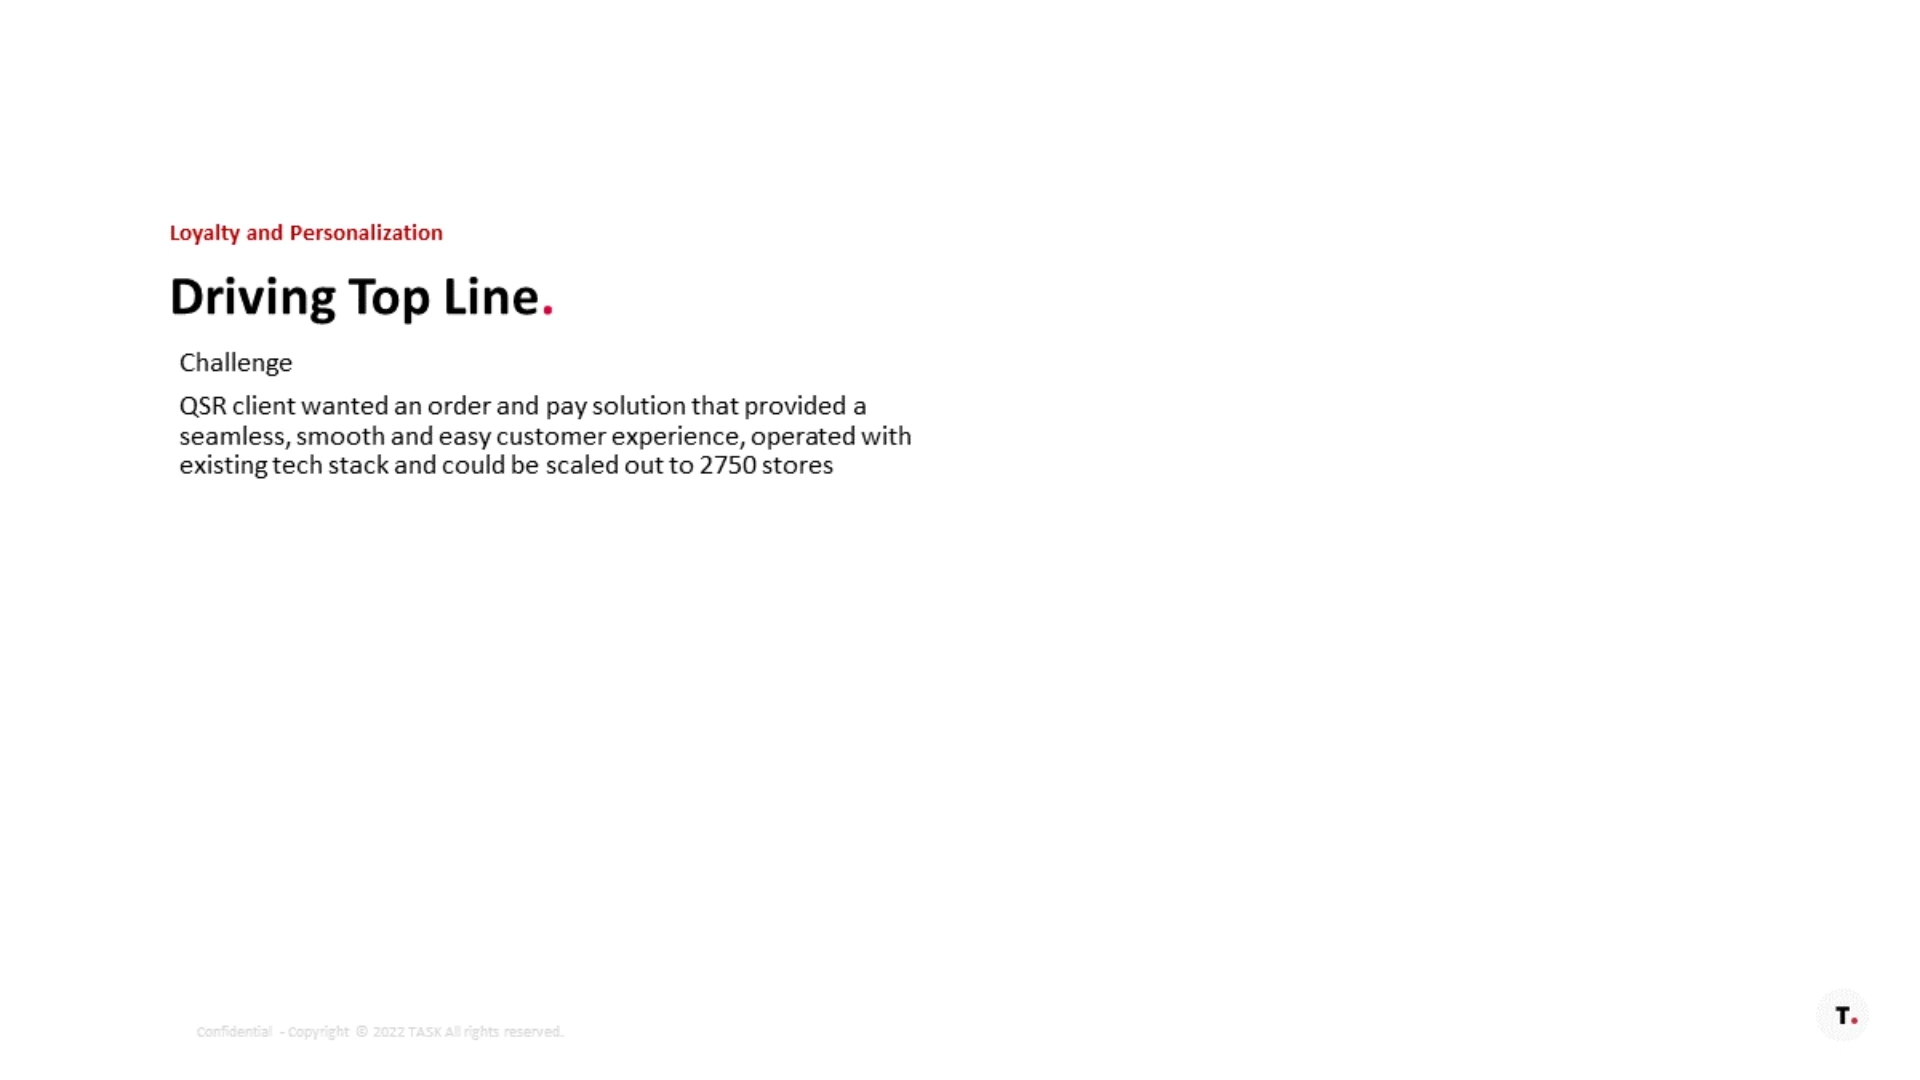 Loyalty and Personalization
Driving Top Line.
Challenge
QSR client wanted an order and pay solution that provided a
seamless, smooth and easy customer experience, operated with
existing tech stack and could be scaled out to 2750 stores
Confidential - Copyright © 2022 TASK All rights reserved.
T.